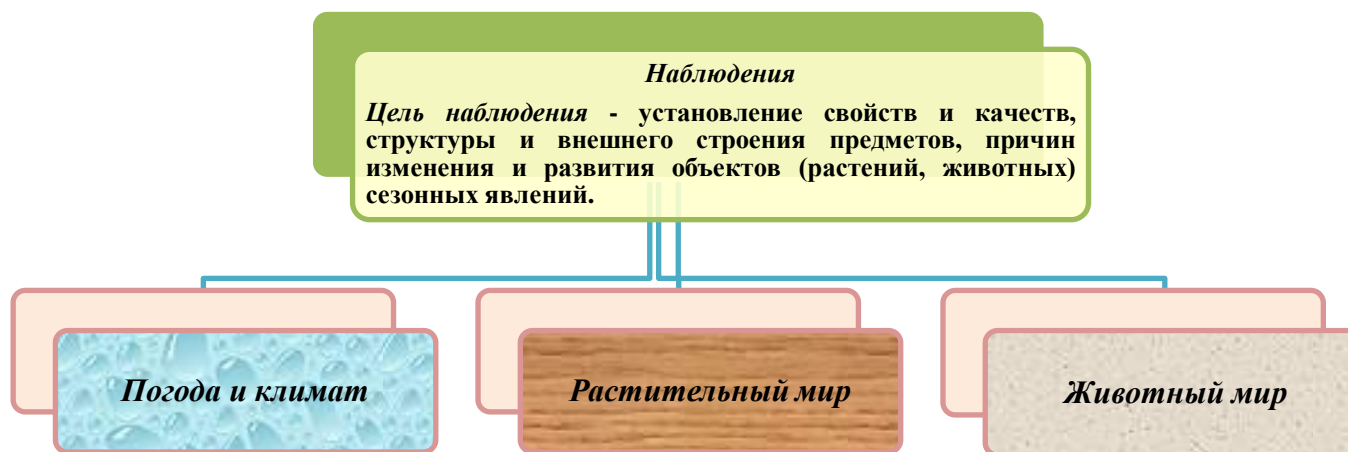 Наблюдения
Цель наблюдения - установление свойств и качеств,
структуры и внешнего строения предметов, причин
изменения и развития объектов (растений, животных)
сезонных явлений.
Погода и климат
Растительный мир
Животный мир